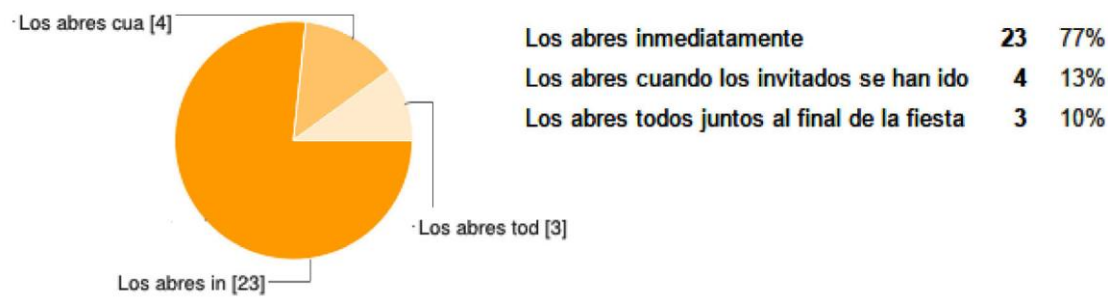 Los abres cua [4]
Los abres tod [3]
Los abres in [23]
Los abres inmediatamente 23 77%
Los abres cuando los invitados se han ido 4 13%
Los abres todos juntos al final de la fiesta 3 10%